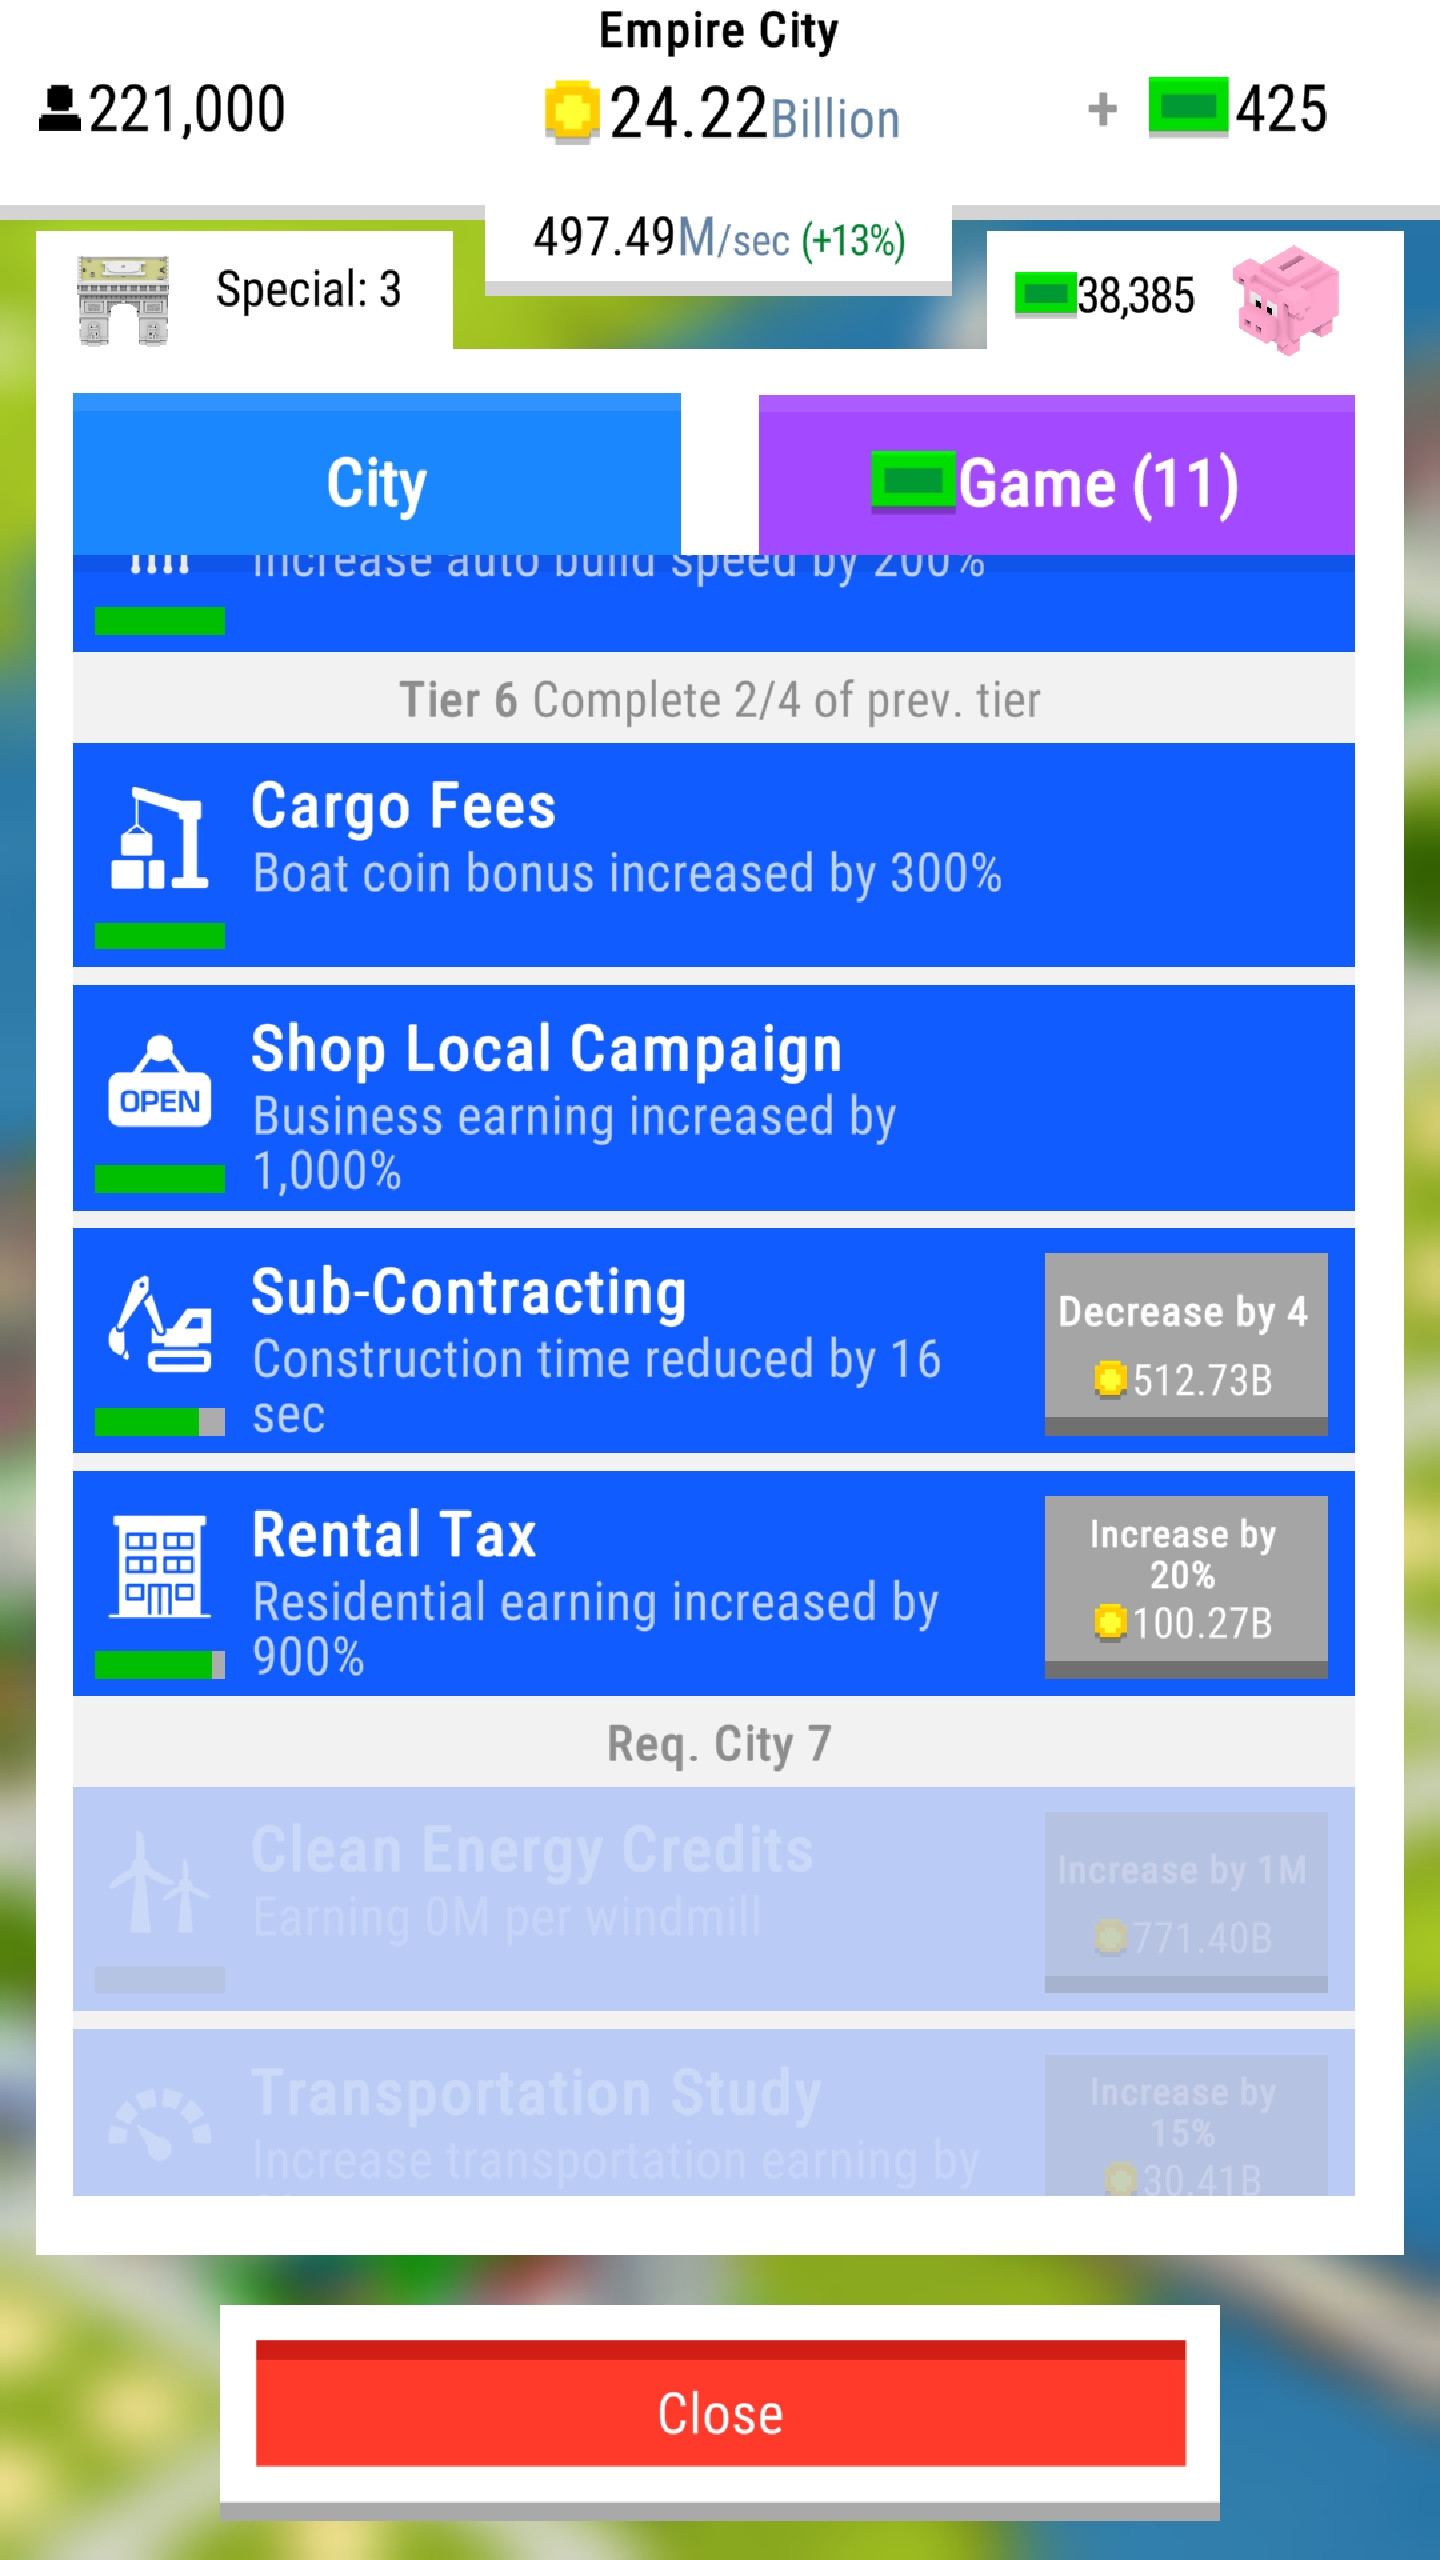 Empire City
221,000
24.22Billion
+ 425
497.49M/sec (+13%)
Special: 3
38,385
City
Game (11)
Increase auto build speed by 200%
Tier 6 Complete 2/4 of prev. tier
Cargo Fees
Boat coin bonus increased by 300%
Shop Local Campaign
OPEN
Business earning increased by
1,000%
Sub-Contracting
Construction time reduced by 16
sec
Decrease by 4
512.73B
Rental Tax
Residential earning increased by
900%
Increase by
20%
100.27B
Req. City 7
Clean Energy Credits
Earning 0M per windmill
Increase by 1M
771.40B
Transportation Study
Increase transportation earning by
Increase by
15%
30.41B
Close